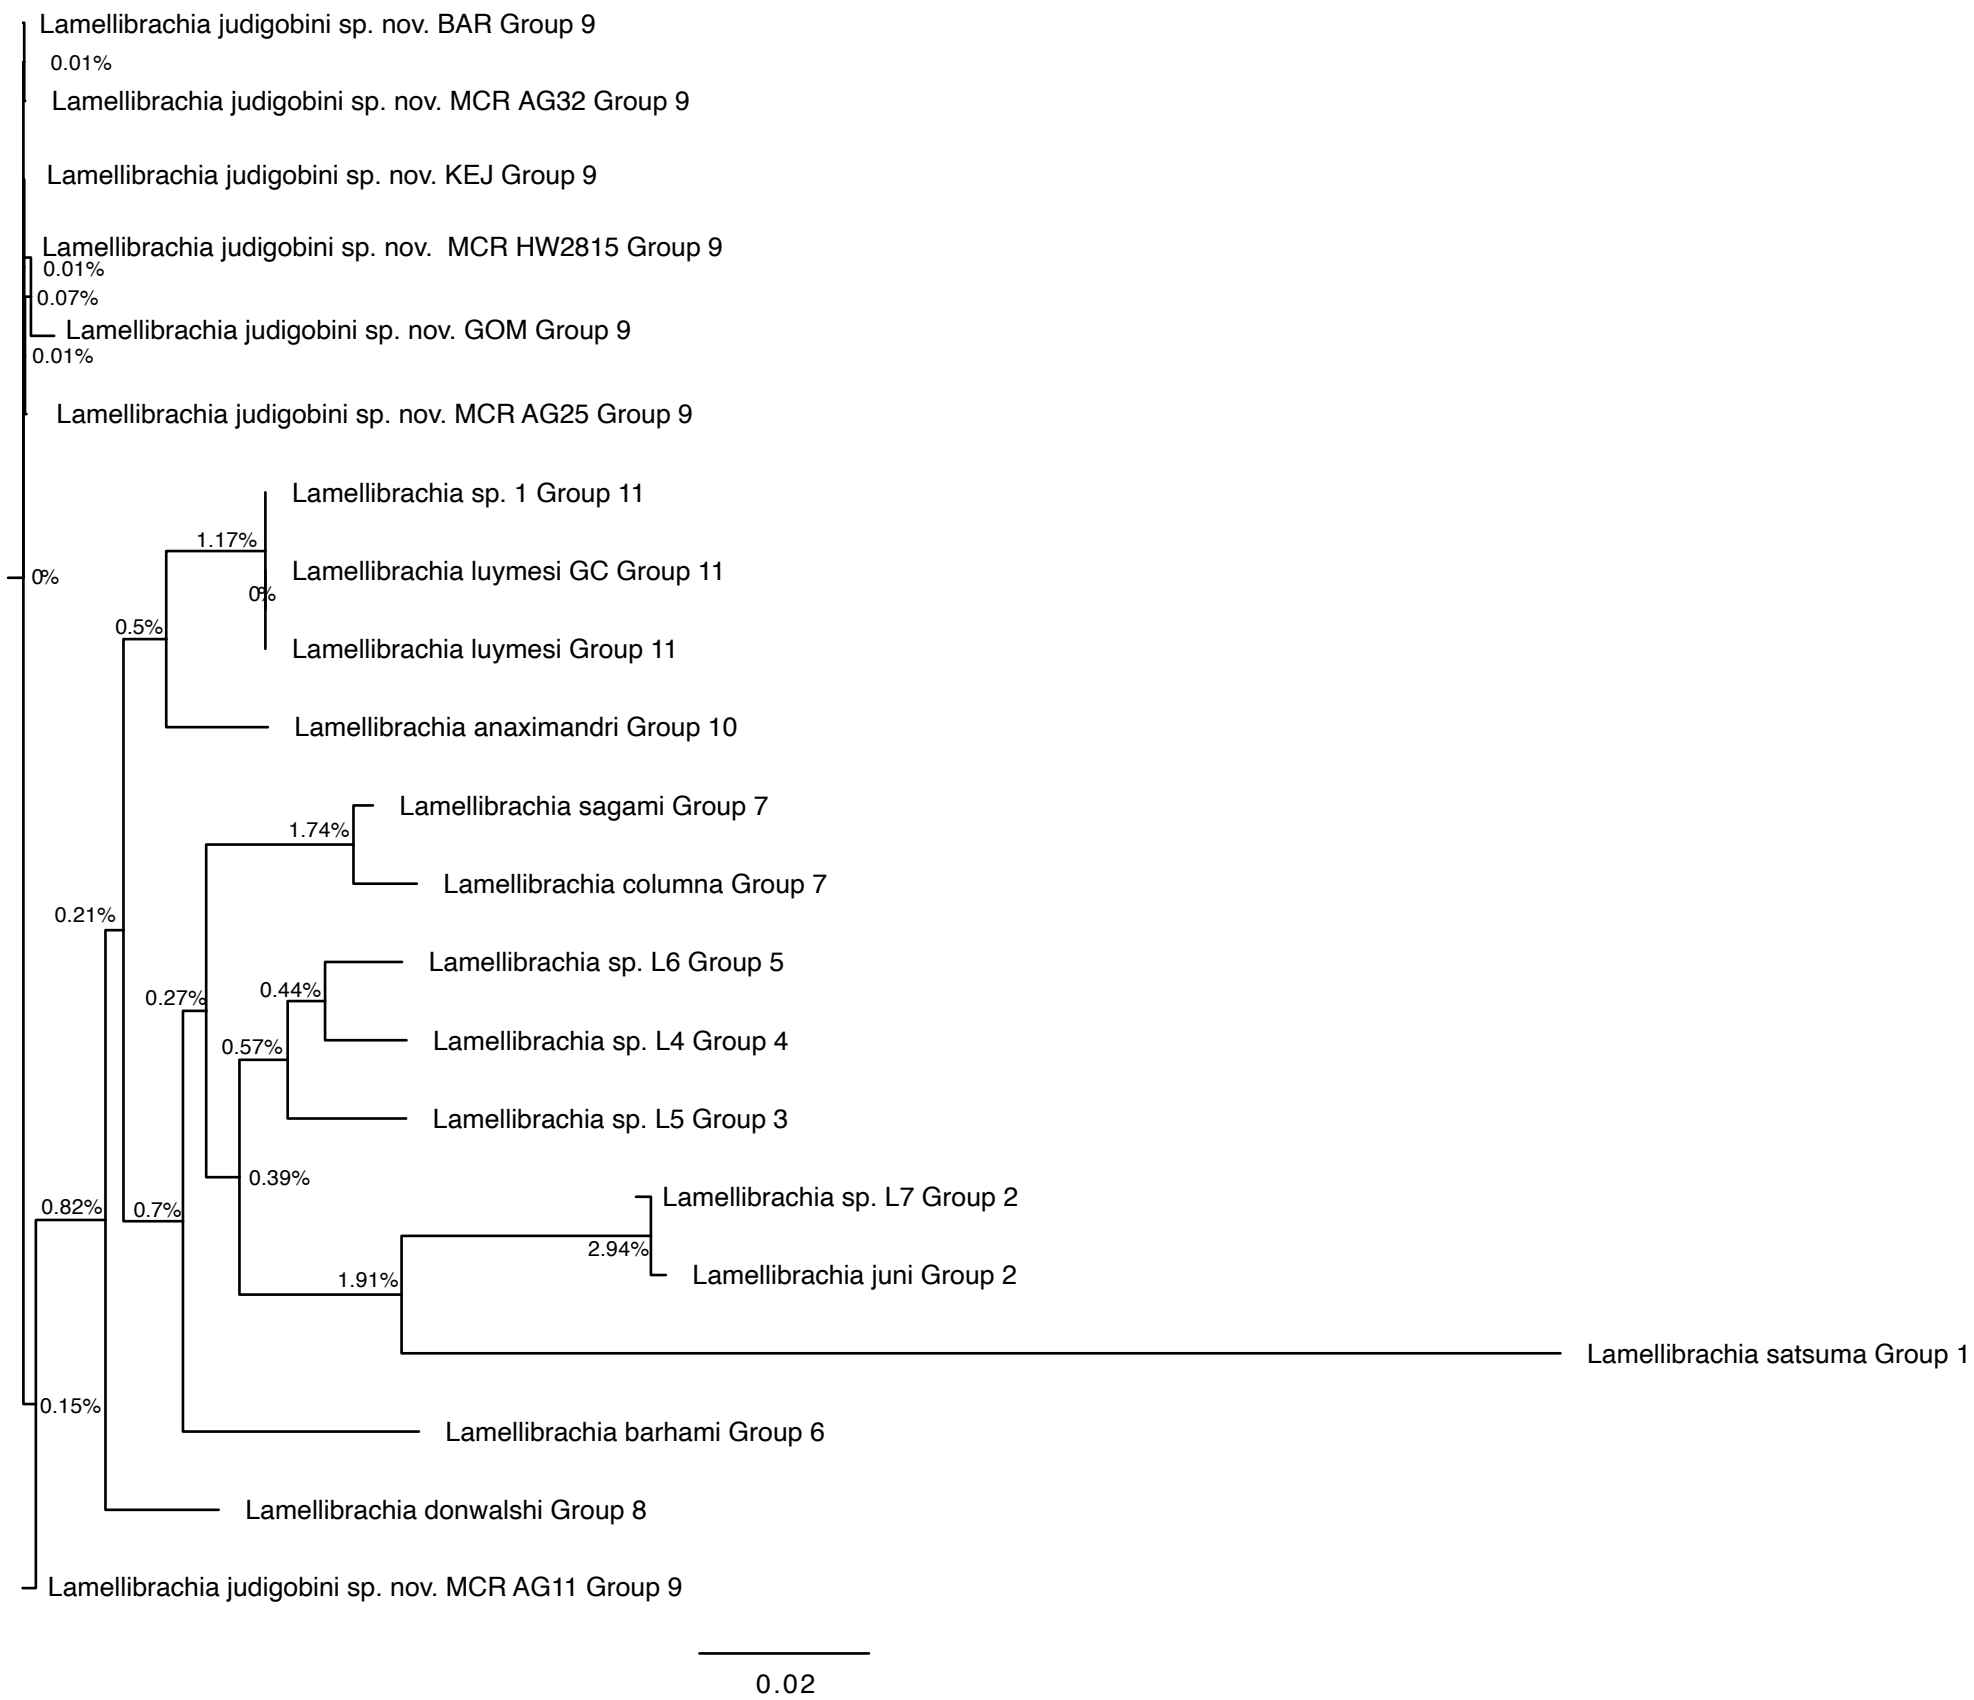 Lamellibrachia judigobini sp. nov. BAR Group 9
0.01%
Lamellibrachia judigobini sp. nov. MCR AG32 Group 9
Lamellibrachia judigobini sp. nov. KEJ Group 9
Lamellibrachia judigobini sp. nov.  MCR HW2815 Group 9
0.01%
0.07%
Lamellibrachia judigobini sp. nov. GOM Group 9
0.01%
Lamellibrachia judigobini sp. nov. MCR AG25 Group 9
Lamellibrachia sp. 1 Group 11
1.17%
Lamellibrachia luymesi GC Group 11
0%
0%
0.5%
Lamellibrachia luymesi Group 11
Lamellibrachia anaximandri Group 10
Lamellibrachia sagami Group 7
1.74%
Lamellibrachia columna Group 7
0.21%
Lamellibrachia sp. L6 Group 5
0.44%
0.27%
Lamellibrachia sp. L4 Group 4
0.57%
Lamellibrachia sp. L5 Group 3
0.39%
Lamellibrachia sp. L7 Group 2
0.82%
0.7%
2.94%
Lamellibrachia juni Group 2
1.91%
Lamellibrachia satsuma Group 1
0.15%
Lamellibrachia barhami Group 6
Lamellibrachia donwalshi Group 8
Lamellibrachia judigobini sp. nov. MCR AG11 Group 9
0.02